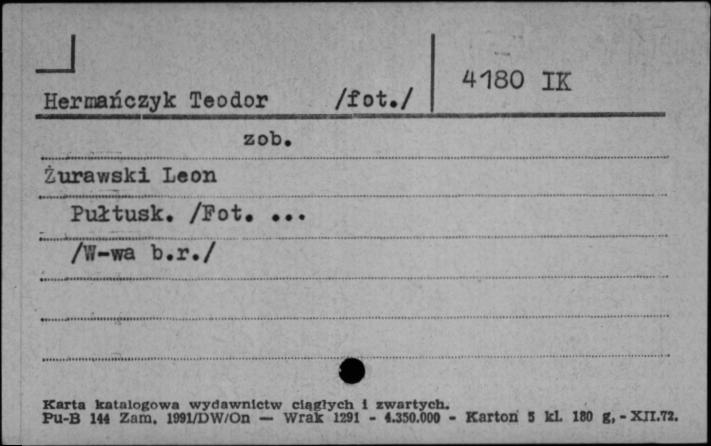 4180 IK
Hermańczyk Teodor /fot./
zob.
Żurawski Leon
Pułtusk. /Fot. ...
/W-wa b.r./
Karta katalogowa wydawnictw ciągłych i zwartych.
Pu-B 144 Zam. 1991/DW/On — Wrak 1291 - 4.350.000 - Karton 5 kl. 180 g, - XII.72.